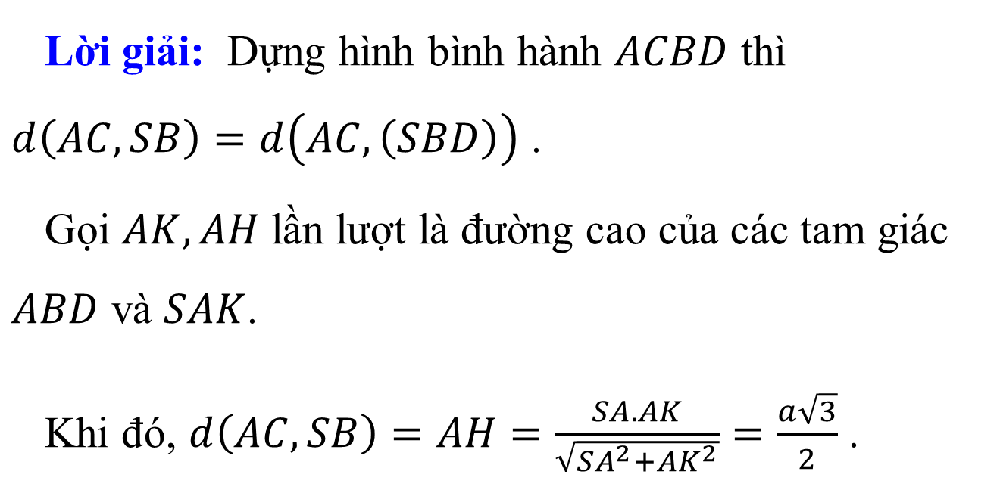 Lời giải: Dựng hình bình hành ACBD thì
d(AC, SB) = d(AC, (SBD)) .
Gọi AK, AH lần lượt là đường cao của các tam giác
ABD và SAK.
Khi đó, d(AC, SB) = AH = \frac{SA.AK}{\sqrt{SA^2+AK^2}} = \frac{a\sqrt{3}}{2} .